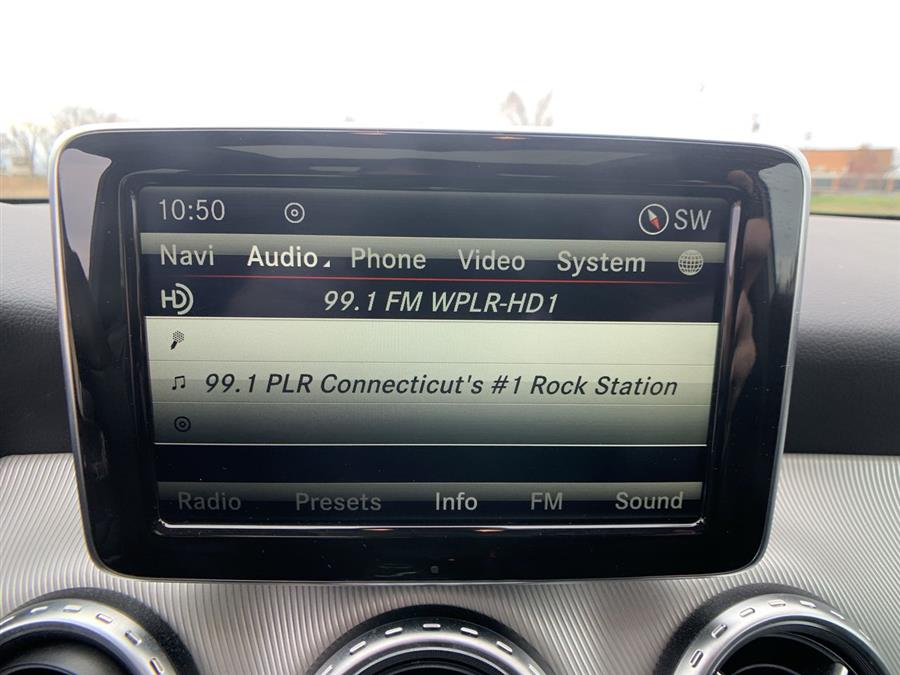 10:50 SW
Navi Audio Phone Video System
HD 99.1 FM WPLR-HD1
99.1 PLR Connecticut's #1 Rock Station
Radio Presets Info FM Sound